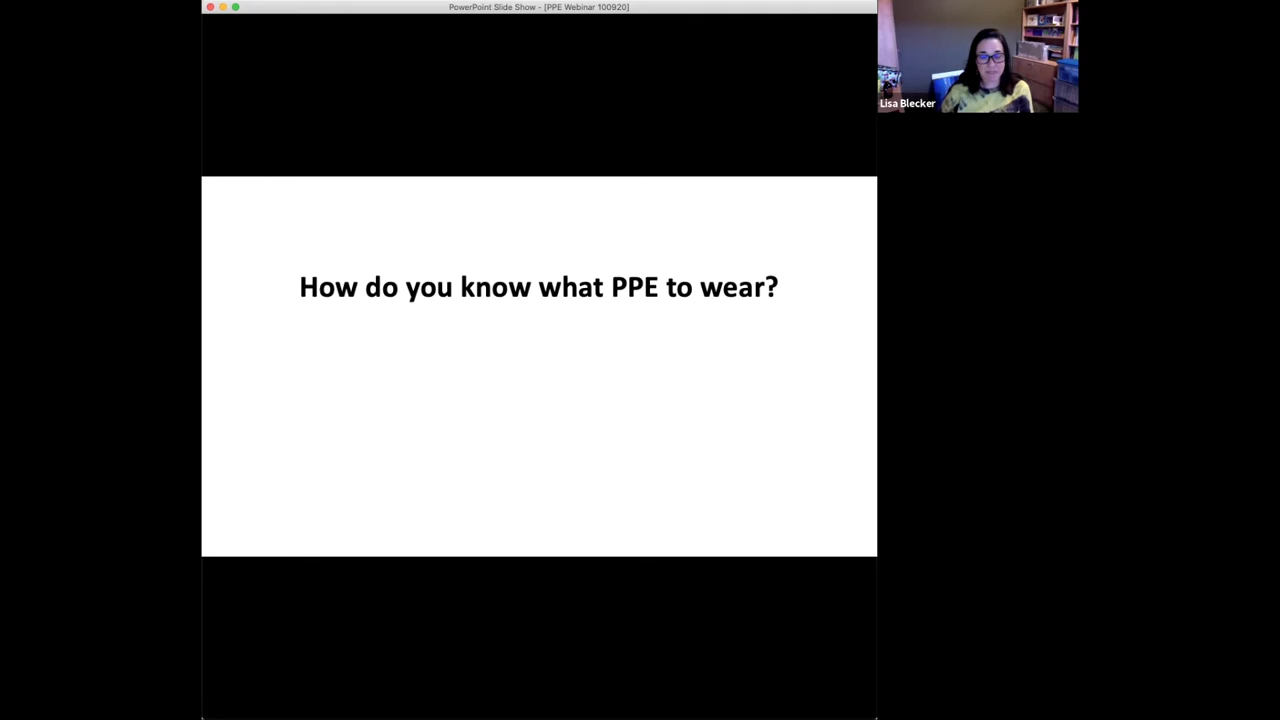 PowerPoint Slide Show - [PPE Webinar 100920]
Lisa Blecker
How do you know what PPE to wear?